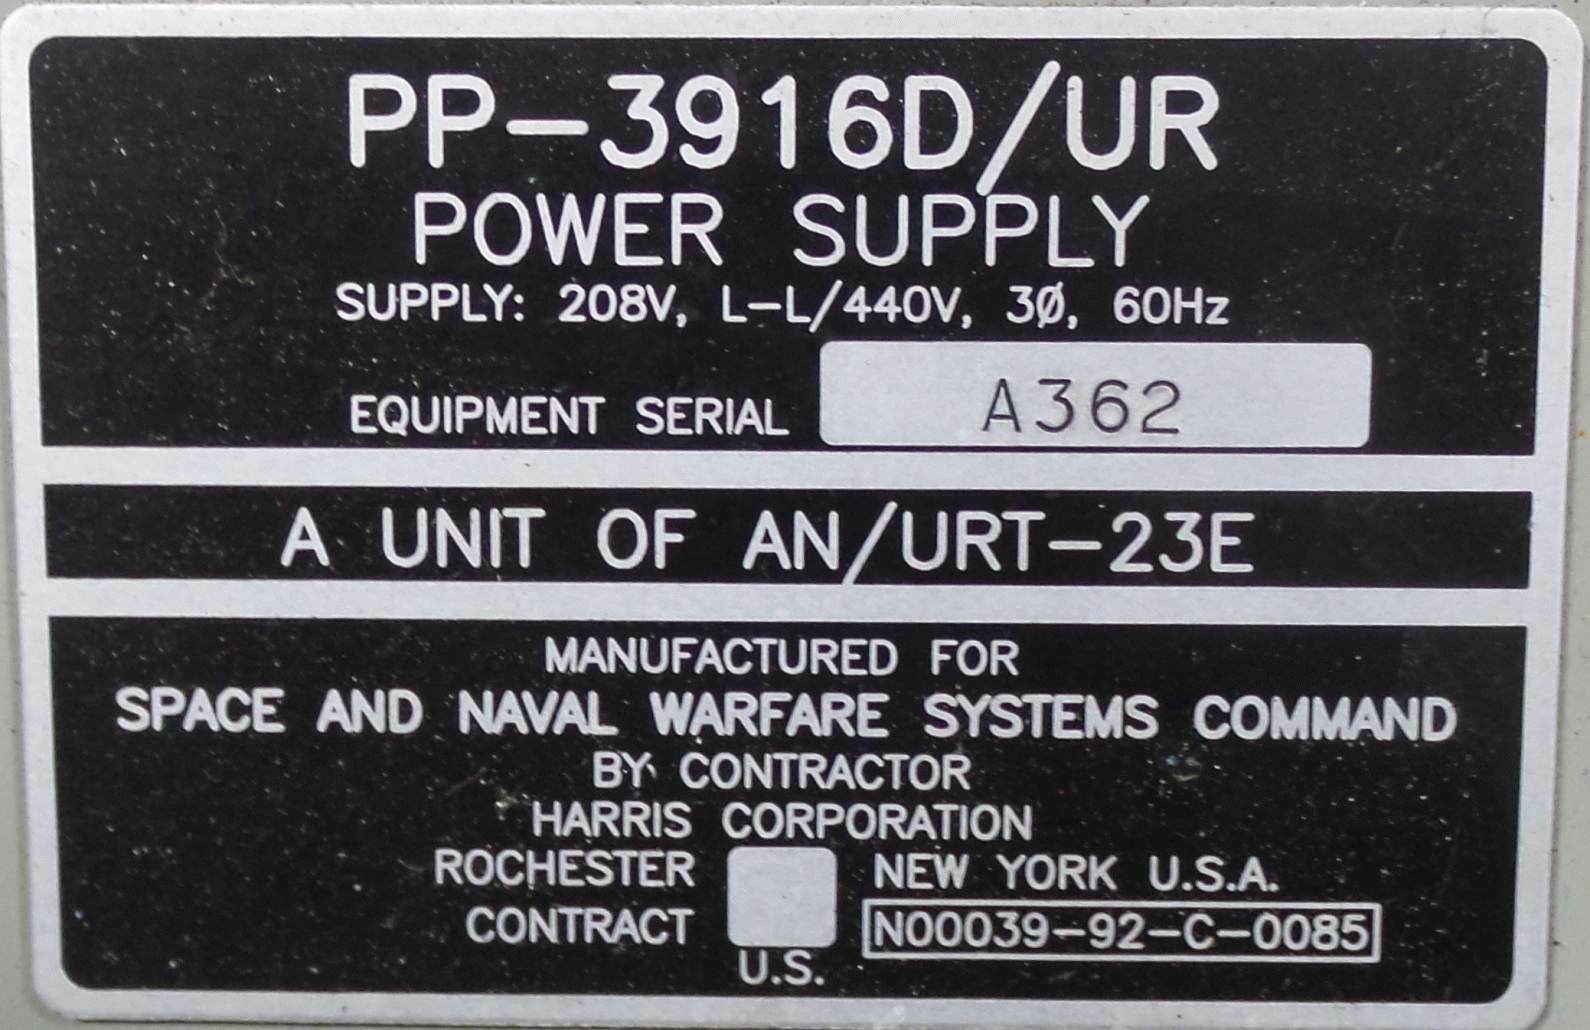 PP-3916D/UR
POWER SUPPLY
SUPPLY: 208V, L-L/440V, 3Ø, 60Hz
EQUIPMENT SERIAL A362
A UNIT OF AN/URT-23E
MANUFACTURED FOR
SPACE AND NAVAL WARFARE SYSTEMS COMMAND
BY CONTRACTOR
HARRIS CORPORATION
ROCHESTER NEW YORK U.S.A.
CONTRACT N00039-92-C-0085
U.S.